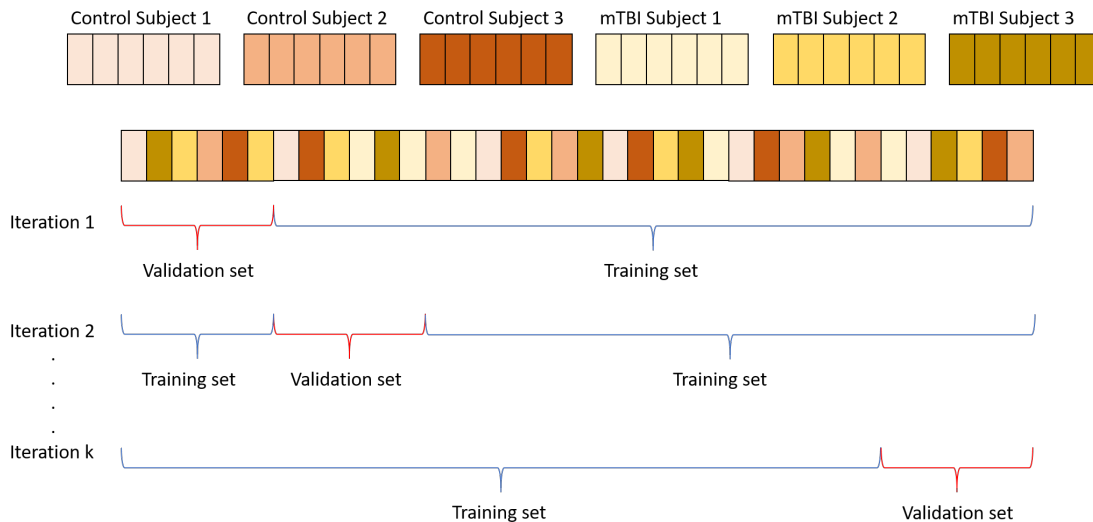 Control Subject 1 Control Subject 2 Control Subject 3 mTBI Subject 1 mTBI Subject 2 mTBI Subject 3
Iteration 1
Validation set Training set
Iteration 2
Training set Validation set Training set
.
.
.
.
Iteration k
Training set Validation set